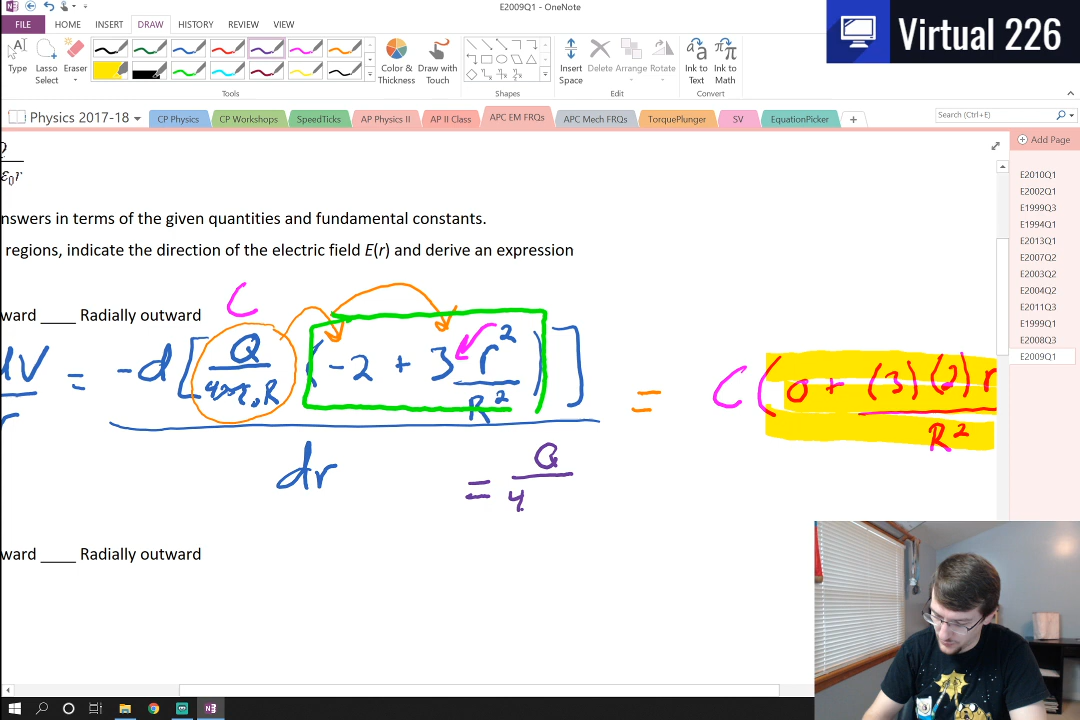 E2009Q1 - OneNote
FILE HOME INSERT DRAW HISTORY REVIEW VIEW
Virtual 226
Type Lasso Select Eraser Color & Thickness Draw with Touch Insert Space Delete Arrange Rotate Ink to Text Ink to Math
Tools Shapes Edit Convert
Physics 2017-18 CP Physics CP Workshops SpeedTicks AP Physics II AP II Class APC EM FRQs APC Mech FRQs TorquePlunger SV EquationPicker
Search (Ctrl+E)
Add Page
E2010Q1
E2002Q1
E1999Q3
E1994Q1
E2013Q1
E2007Q2
E2003Q2
E2004Q2
E2011Q3
E1999Q1
E2008Q3
E2009Q1
ε₀r
nswers in terms of the given quantities and fundamental constants.
regions, indicate the direction of the electric field E(r) and derive an expression
C
ward ____ Radially outward
= -d [ Q / 4πε₀R ( -2 + 3 r² / R² ) ] / dr = C ( 0 + (3)(2) r / R²
= Q / 4
ward ____ Radially outward